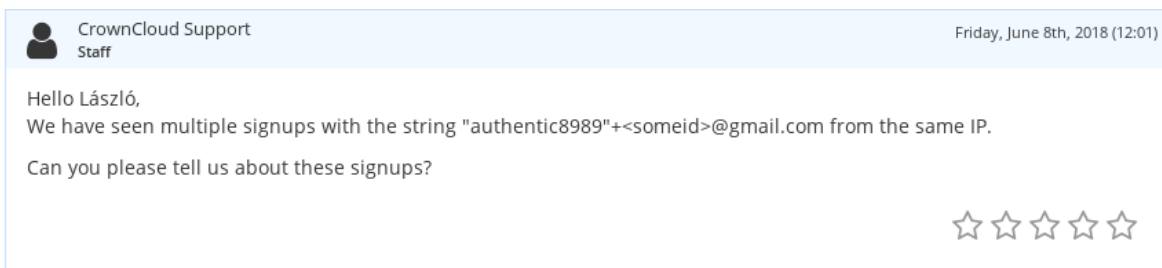 CrownCloud Support
Staff
Friday, June 8th, 2018 (12:01)
Hello László,
We have seen multiple signups with the string "authentic8989"+<someid>@gmail.com from the same IP.
Can you please tell us about these signups?